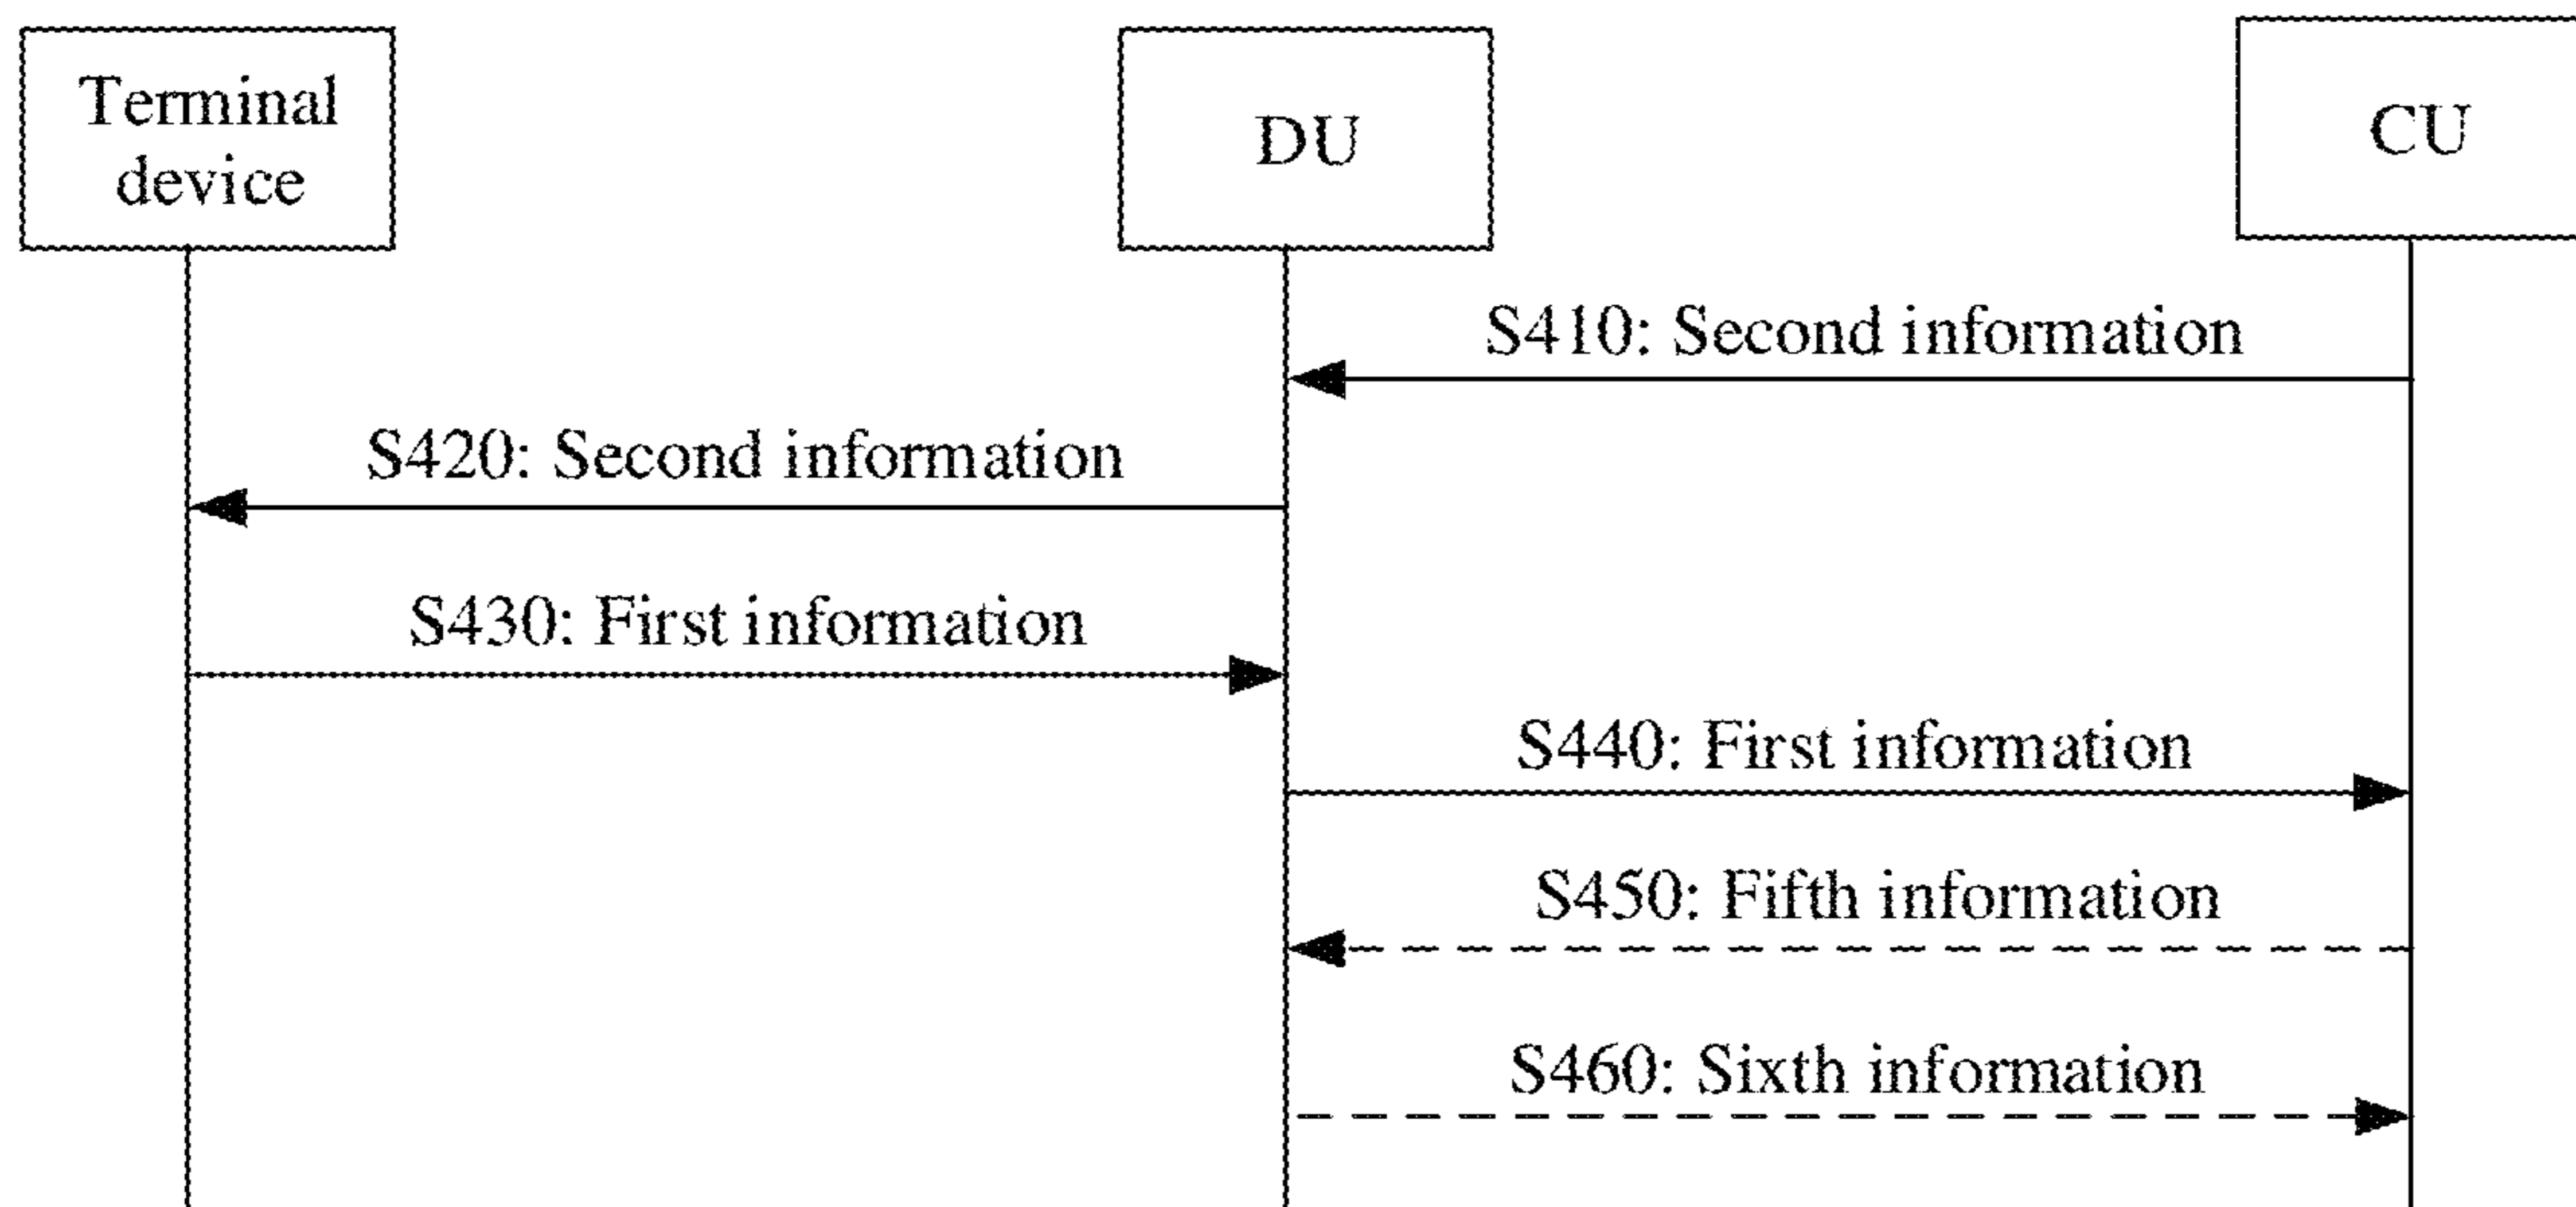 Terminal
device
DU
CU
S410: Second information
S420: Second information
S430: First information
S440: First information
S450: Fifth information
S460: Sixth information